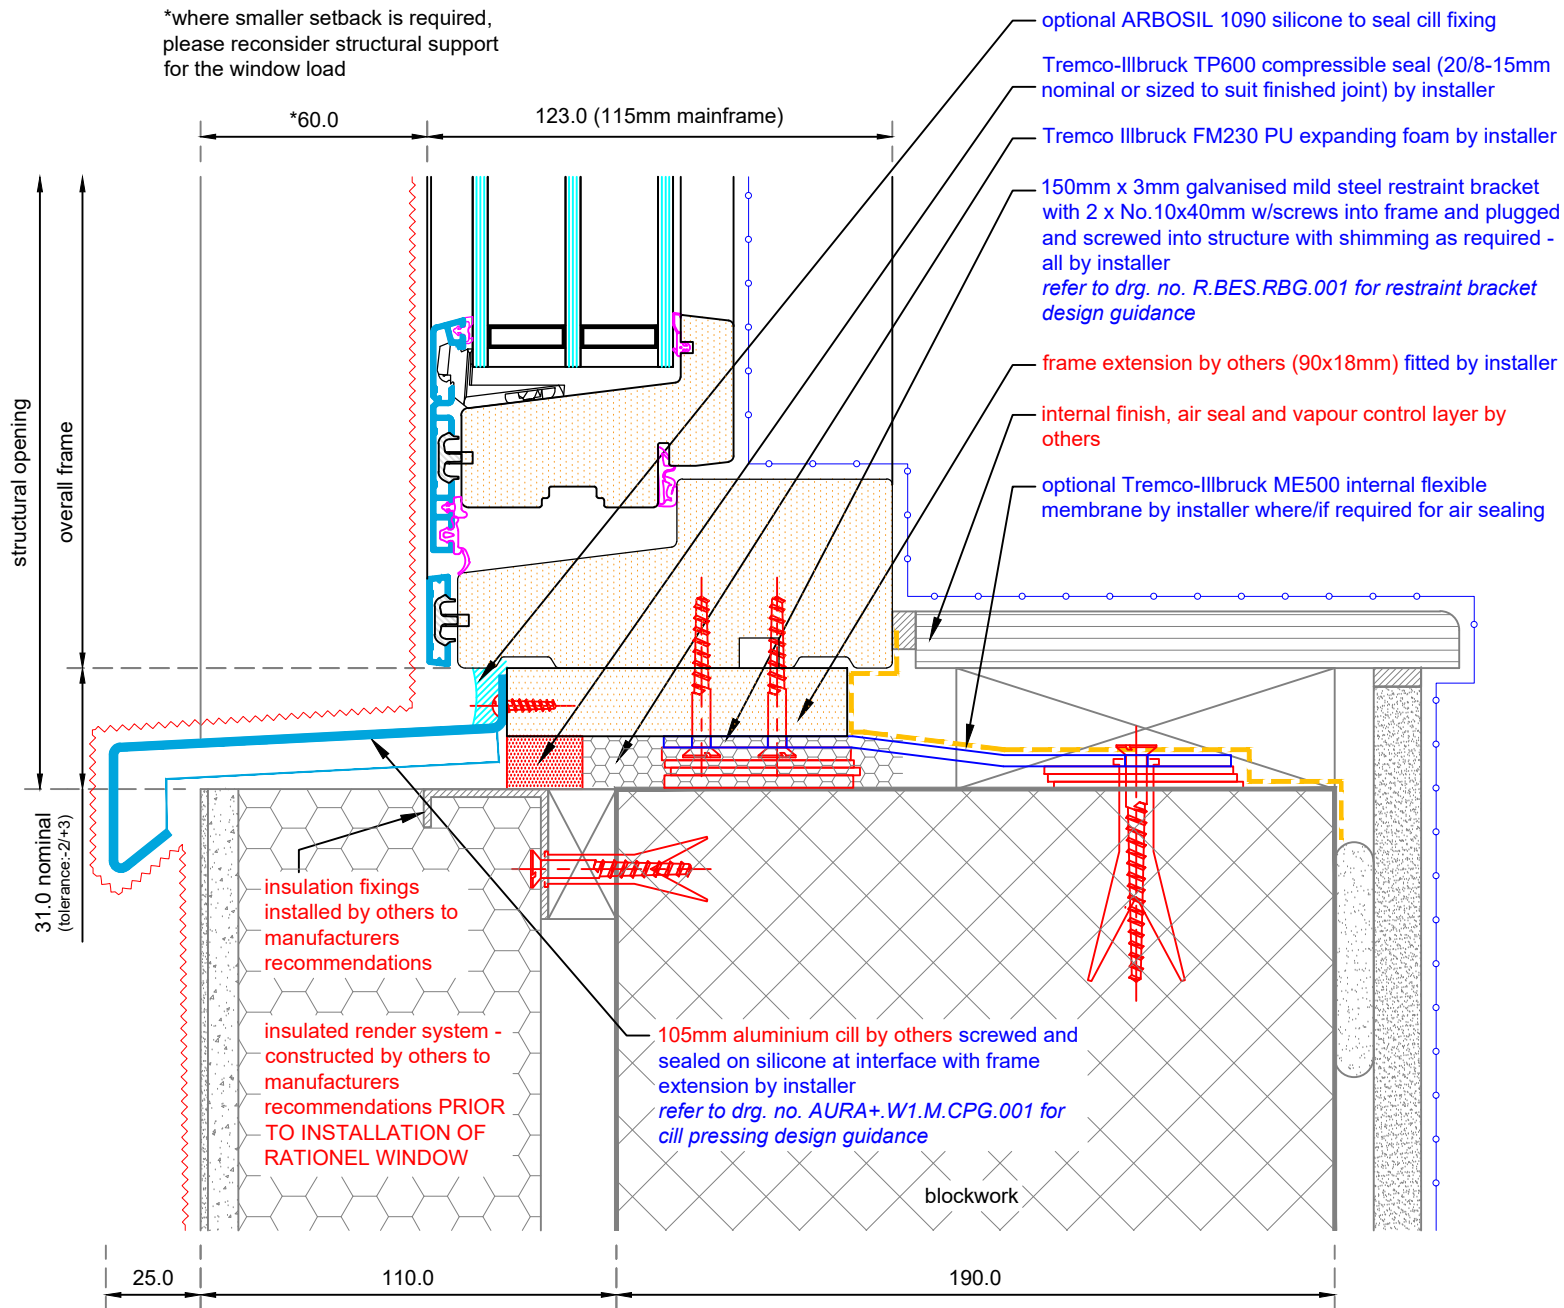 *where smaller setback is required,
please reconsider structural support
for the window load
*60.0
123.0 (115mm mainframe)
optional ARBOSIL 1090 silicone to seal cill fixing
Tremco-Illbruck TP600 compressible seal (20/8-15mm
nominal or sized to suit finished joint) by installer
Tremco Illbruck FM230 PU expanding foam by installer
150mm x 3mm galvanised mild steel restraint bracket
with 2 x No.10x40mm w/screws into frame and plugged
and screwed into structure with shimming as required -
all by installer
refer to drg. no. R.BES.RBG.001 for restraint bracket
design guidance
frame extension by others (90x18mm) fitted by installer
internal finish, air seal and vapour control layer by
others
optional Tremco-Illbruck ME500 internal flexible
membrane by installer where/if required for air sealing
structural opening
overall frame
31.0 nominal
(tolerance:-2/+3)
insulation fixings
installed by others to
manufacturers
recommendations
insulated render system -
constructed by others to
manufacturers
recommendations PRIOR
TO INSTALLATION OF
RATIONEL WINDOW
105mm aluminium cill by others screwed and
sealed on silicone at interface with frame
extension by installer
refer to drg. no. AURA+.W1.M.CPG.001 for
cill pressing design guidance
blockwork
25.0
110.0
190.0